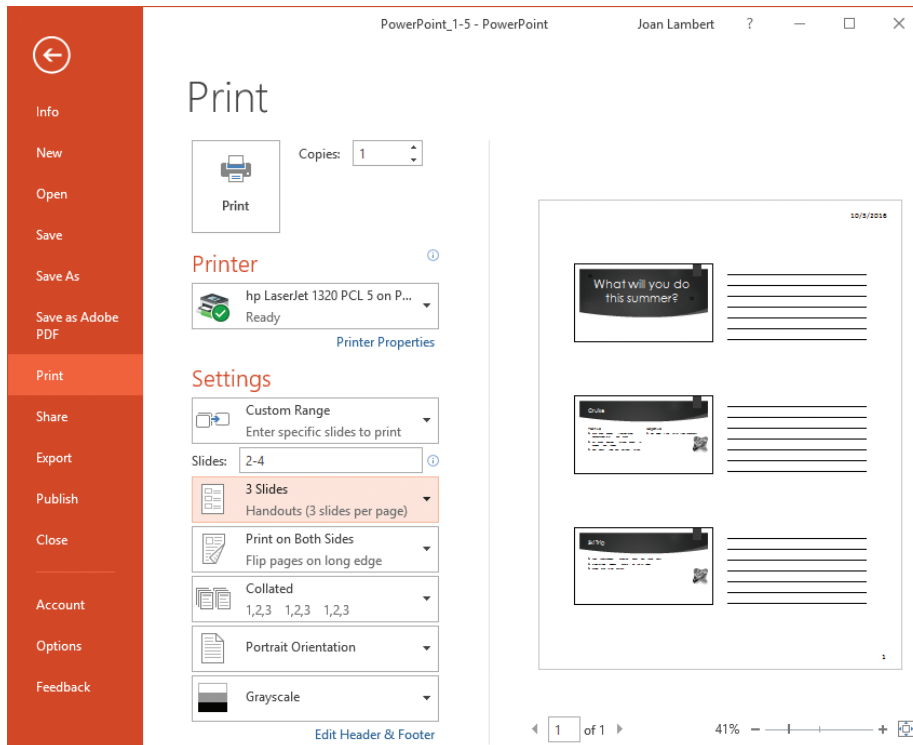 PowerPoint_1-5 - PowerPoint
Joan Lambert
?
Info
New
Open
Save
Save As
Save as Adobe
PDF
Print
Share
Export
Publish
Close
Account
Options
Feedback
Print
Copies: 1
Print
Printer
hp LaserJet 1320 PCL 5 on P...
Ready
Printer Properties
Settings
Custom Range
Enter specific slides to print
Slides: 2-4
3 Slides
Handouts (3 slides per page)
Print on Both Sides
Flip pages on long edge
Collated
1,2,3 1,2,3 1,2,3
Portrait Orientation
Grayscale
Edit Header & Footer
What will you do
this summer?
Cruise
1
1 of 1
41%